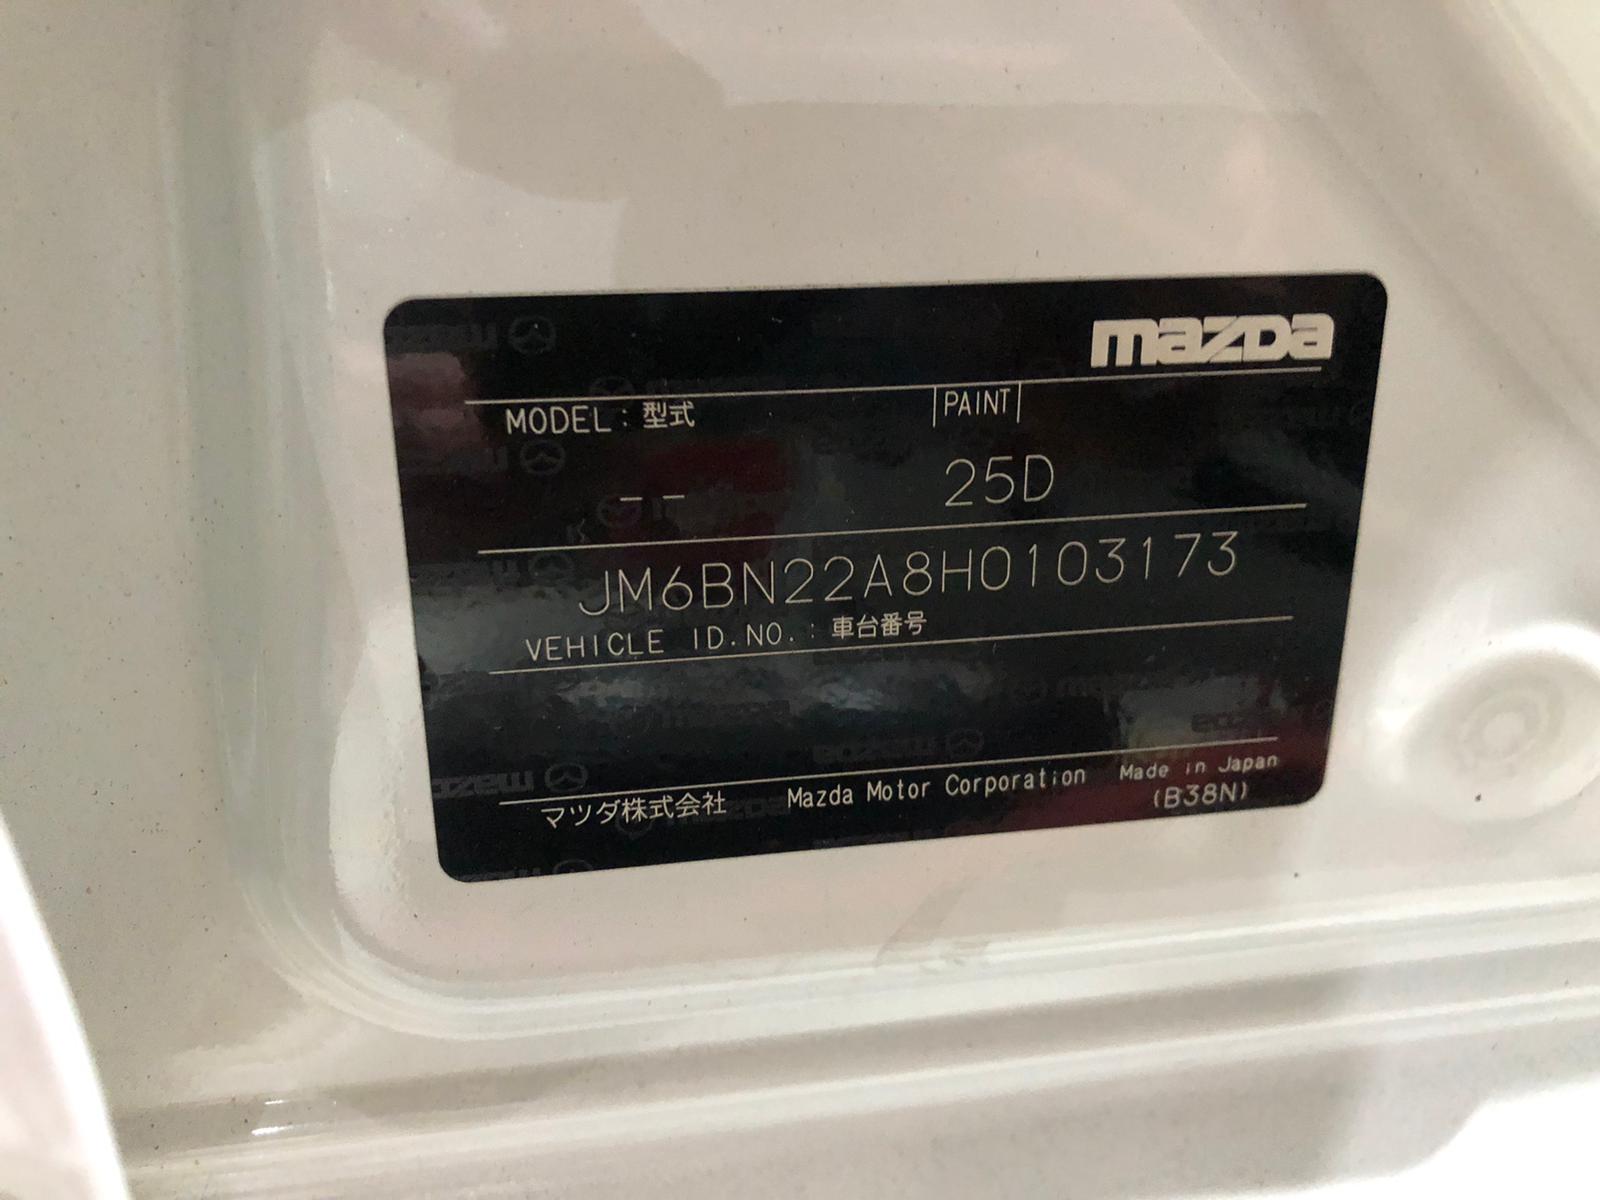 mazda
MODEL : 型式 PAINT
- - 25D
JM6BN22A8H0103173
VEHICLE ID.NO. : 車台番号
マツダ株式会社 Mazda Motor Corporation Made in Japan
(B38N)